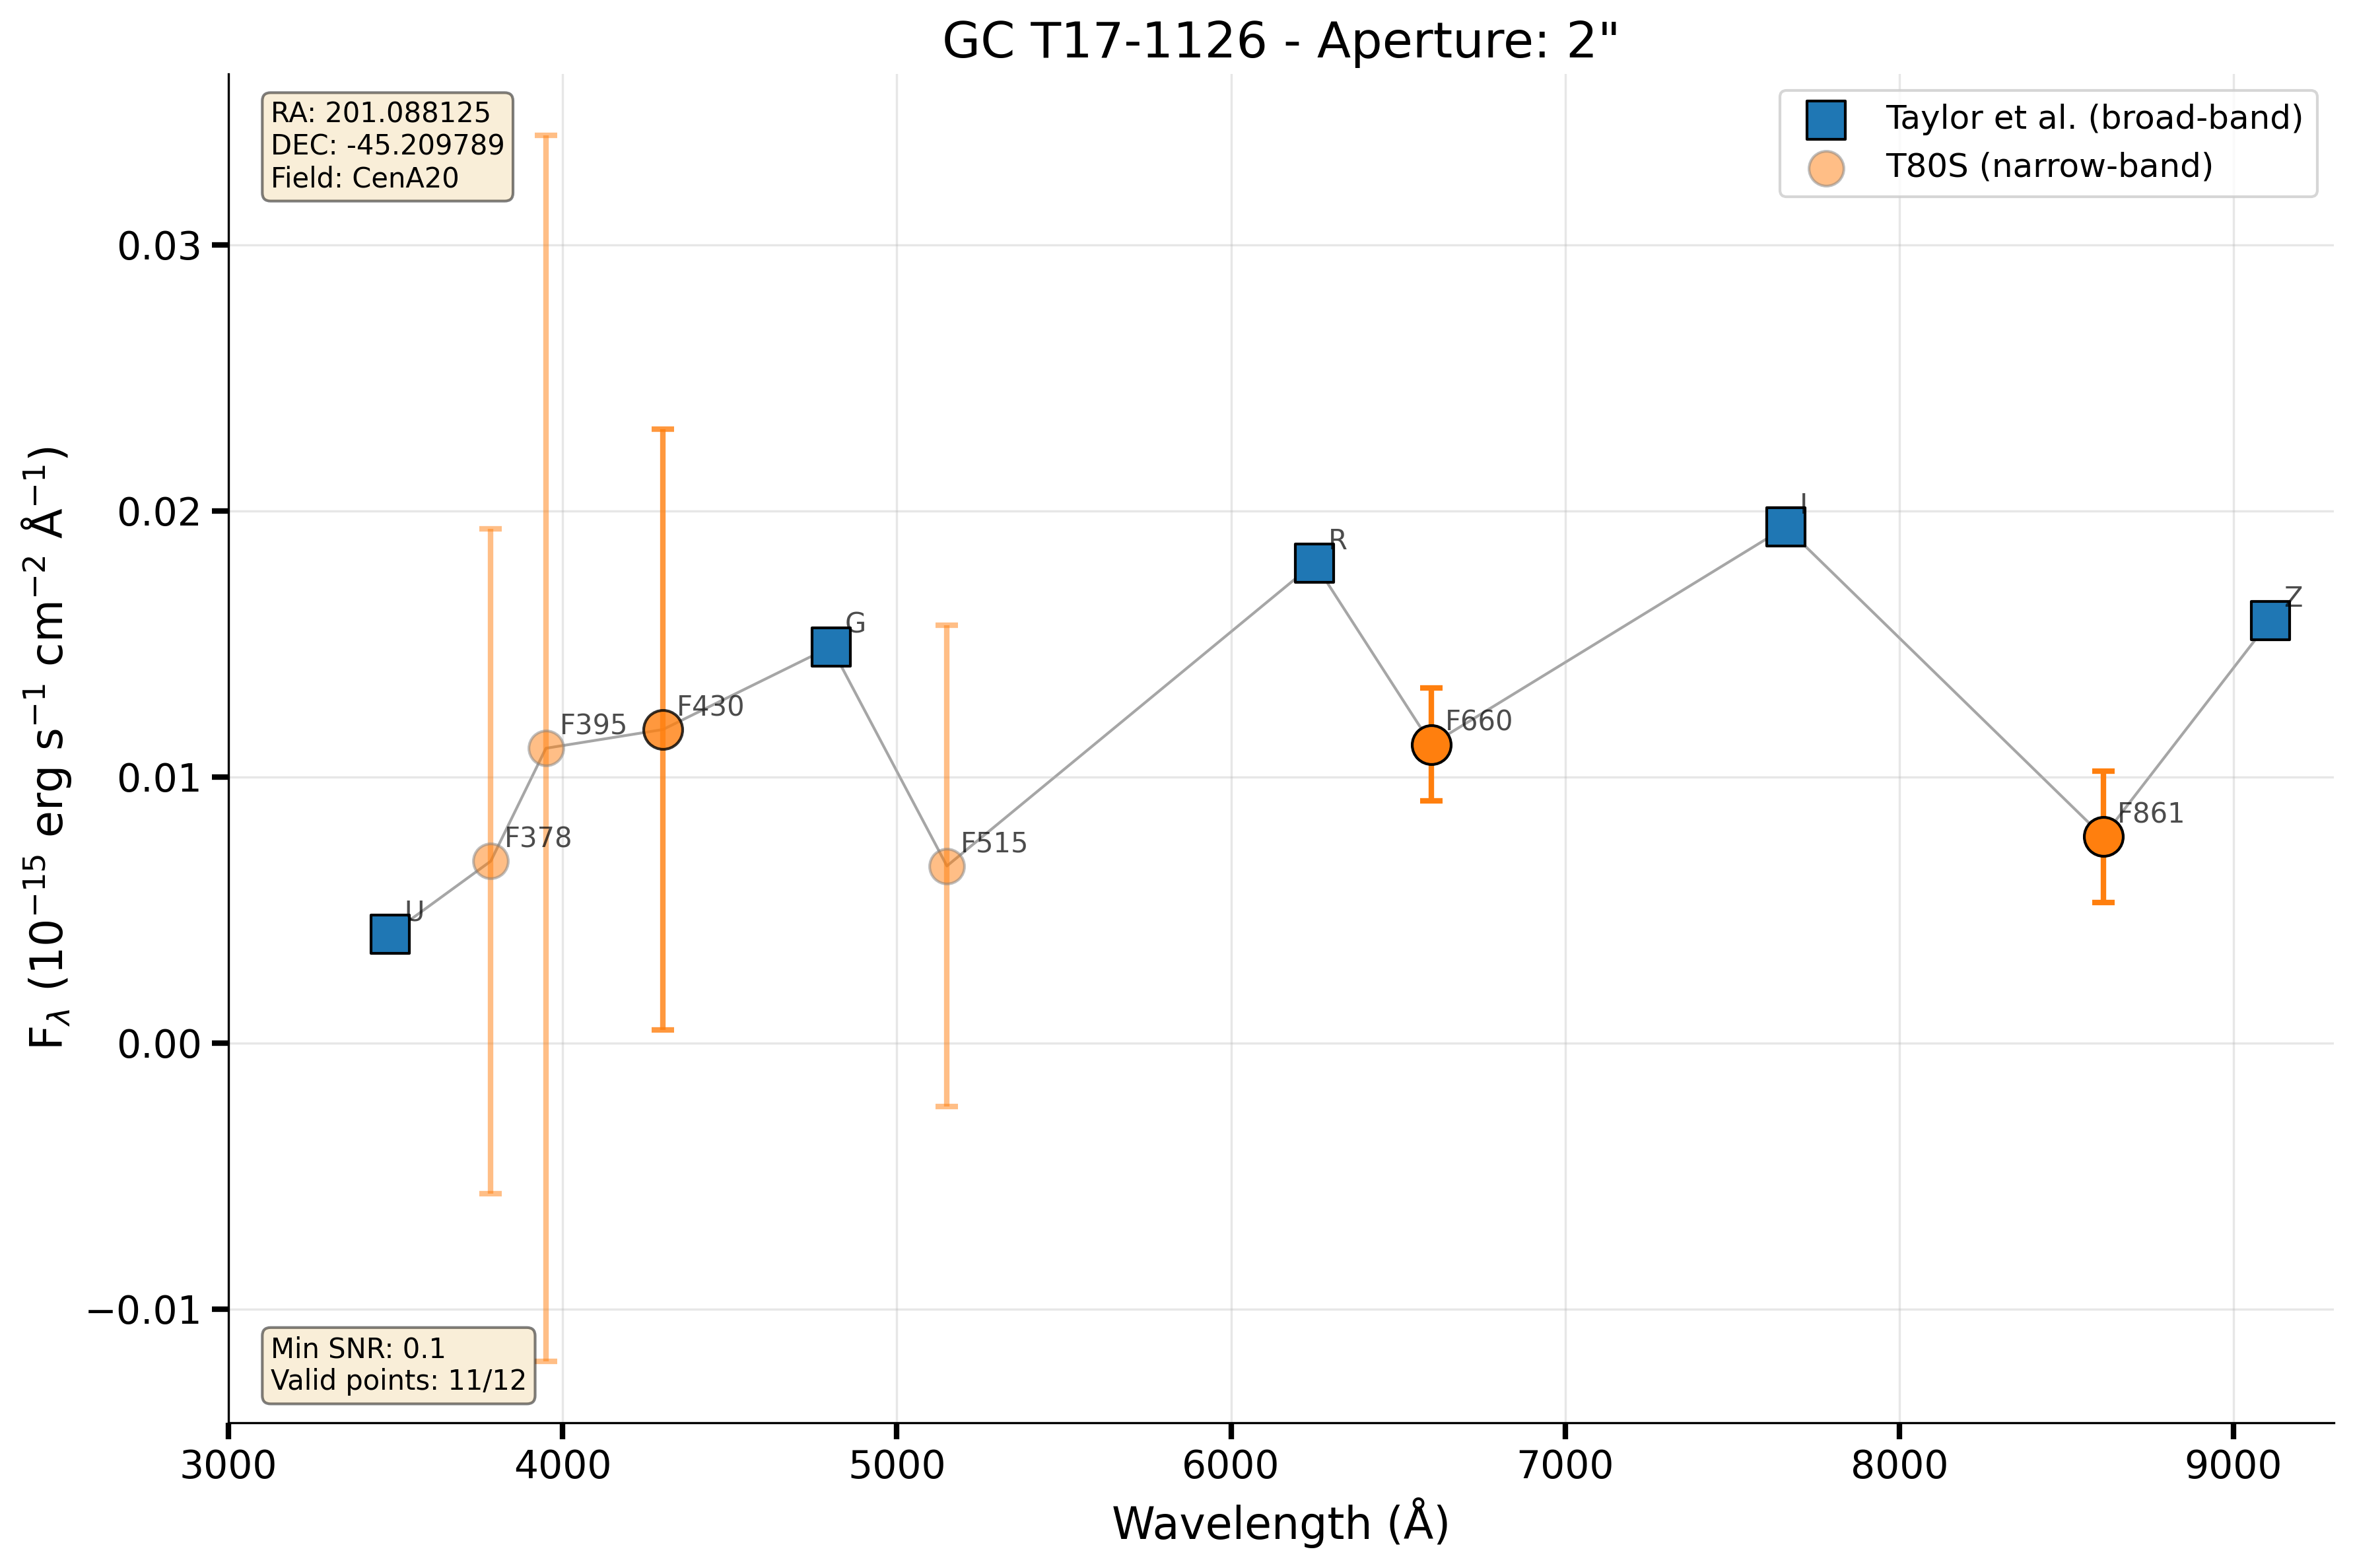 GC T17-1126 - Aperture: 2"
RA: 201.088125
DEC: -45.209789
Field: CenA20
Taylor et al. (broad-band)
T80S (narrow-band)
F_λ (10⁻¹⁵ erg s⁻¹ cm⁻² Å⁻¹)
0.03
0.02
0.01
0.00
−0.01
U
F378
F395
F430
G
F515
R
F660
I
F861
Z
Min SNR: 0.1
Valid points: 11/12
3000 4000 5000 6000 7000 8000 9000
Wavelength (Å)